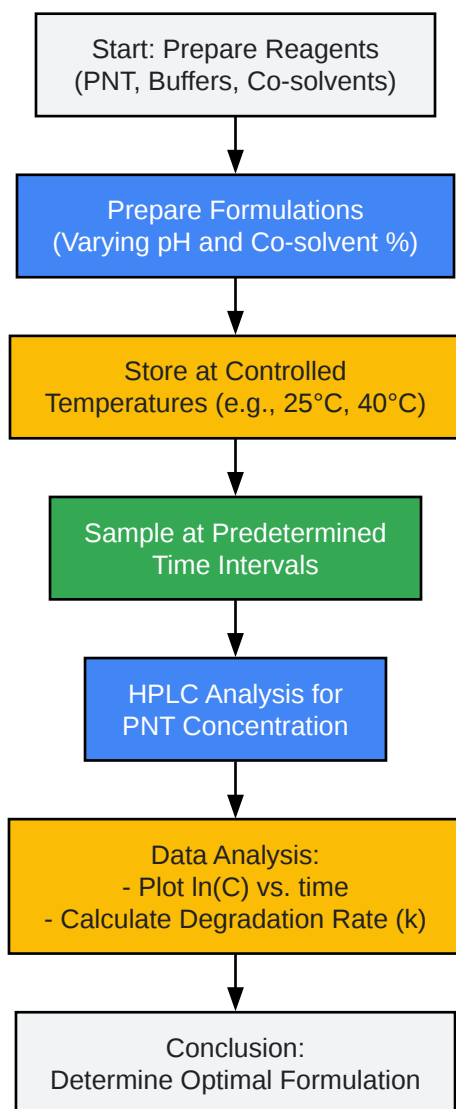 Start: Prepare Reagents
(PNT, Buffers, Co-solvents)
Prepare Formulations
(Varying pH and Co-solvent %)
Store at Controlled
Temperatures (e.g., 25°C, 40°C)
Sample at Predetermined
Time Intervals
HPLC Analysis for
PNT Concentration
Data Analysis:
- Plot ln(C) vs. time
- Calculate Degradation Rate (k)
Conclusion:
Determine Optimal Formulation